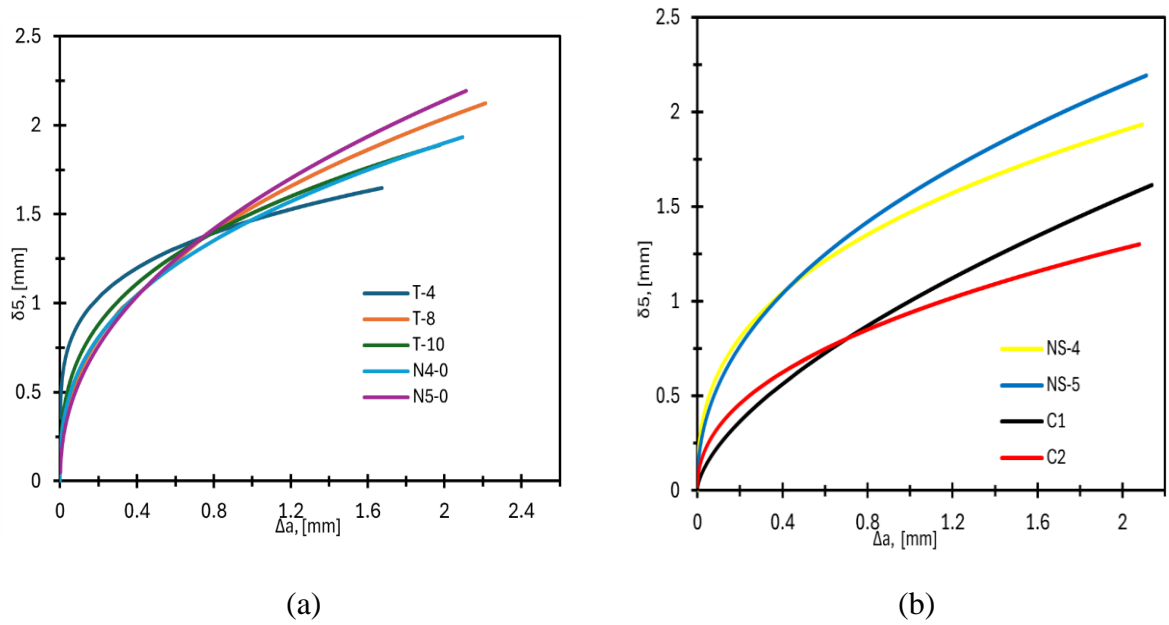 2.5
2
1.5
1
0.5
0
δ5, [mm]
0 0.4 0.8 1.2 1.6 2 2.4
Δa, [mm]
T-4
T-8
T-10
N4-0
N5-0
(a)
2.5
2
1.5
1
0.5
0
δ5, [mm]
0 0.4 0.8 1.2 1.6 2
Δa, [mm]
NS-4
NS-5
C1
C2
(b)